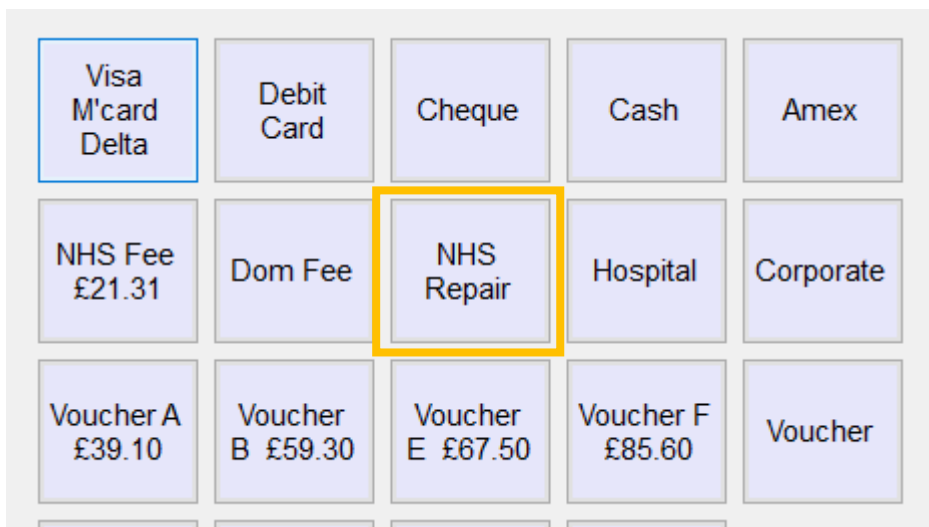 Visa
M'card
Delta
Debit
Card
Cheque
Cash
Amex
NHS Fee
£21.31
Dom Fee
NHS
Repair
Hospital
Corporate
Voucher A
£39.10
Voucher
B £59.30
Voucher
E £67.50
Voucher F
£85.60
Voucher